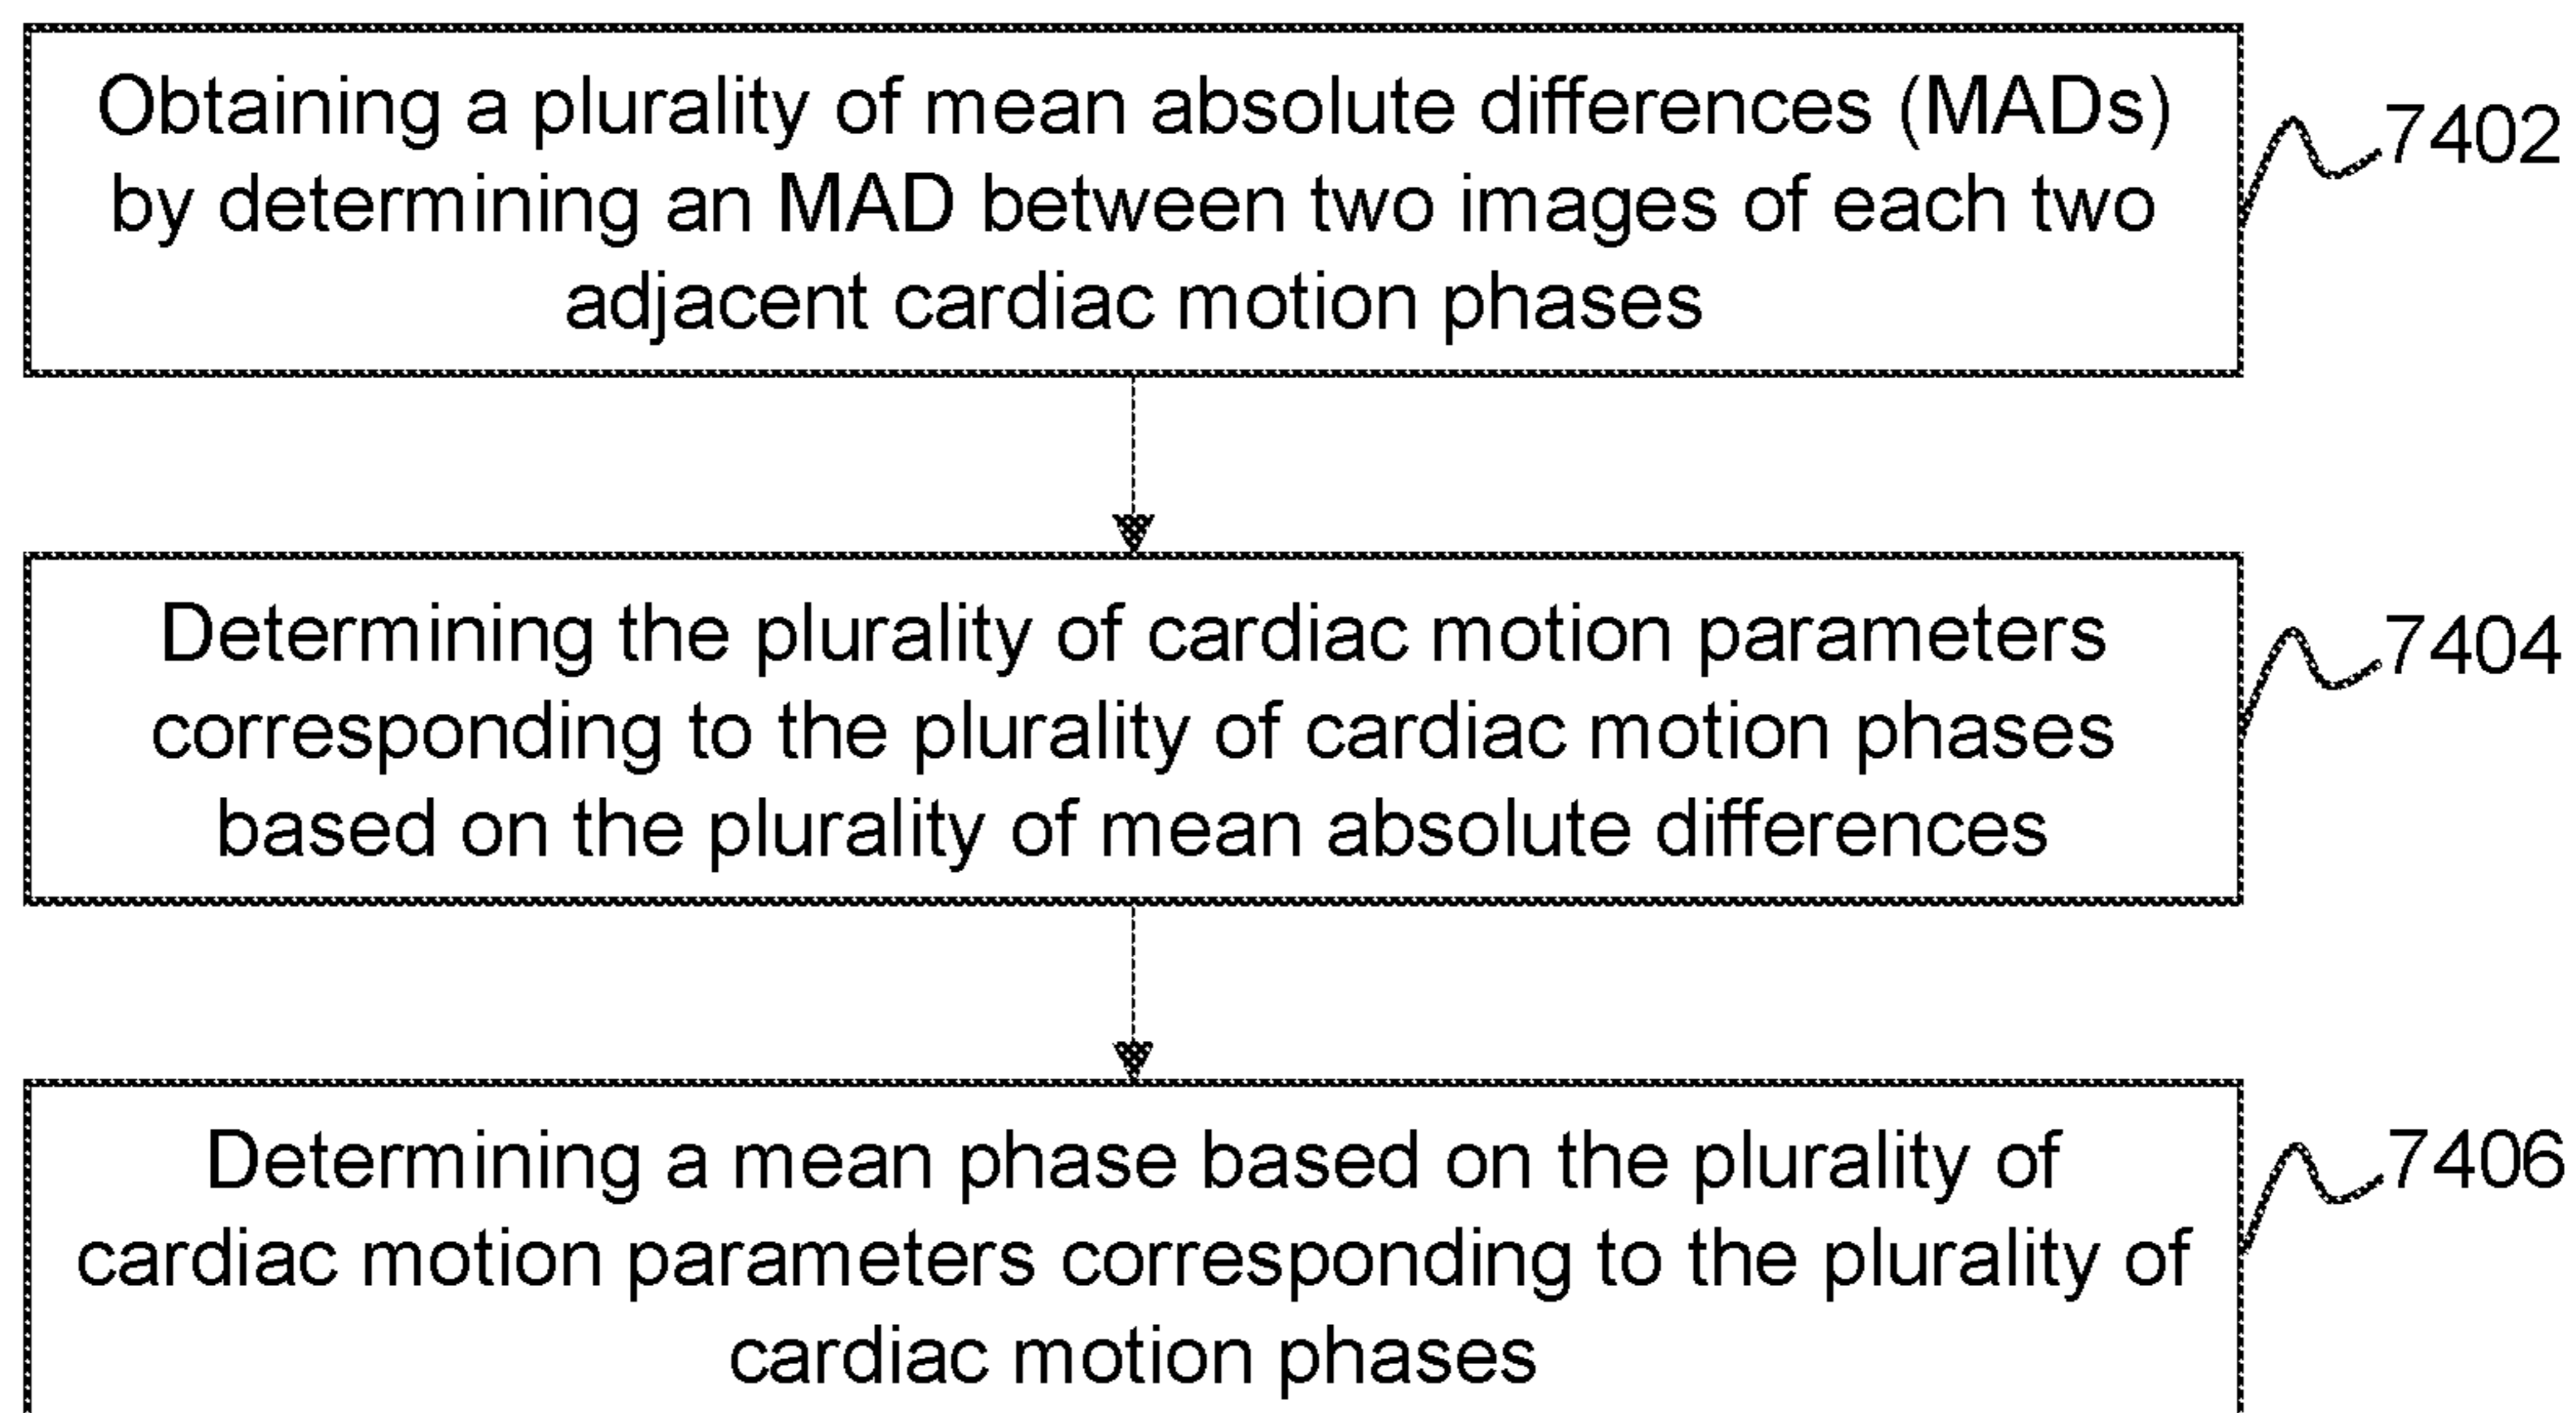 Obtaining a plurality of mean absolute differences (MADs)
by determining an MAD between two images of each two
adjacent cardiac motion phases
7402
Determining the plurality of cardiac motion parameters
corresponding to the plurality of cardiac motion phases
based on the plurality of mean absolute differences
7404
Determining a mean phase based on the plurality of
cardiac motion parameters corresponding to the plurality of
cardiac motion phases
7406